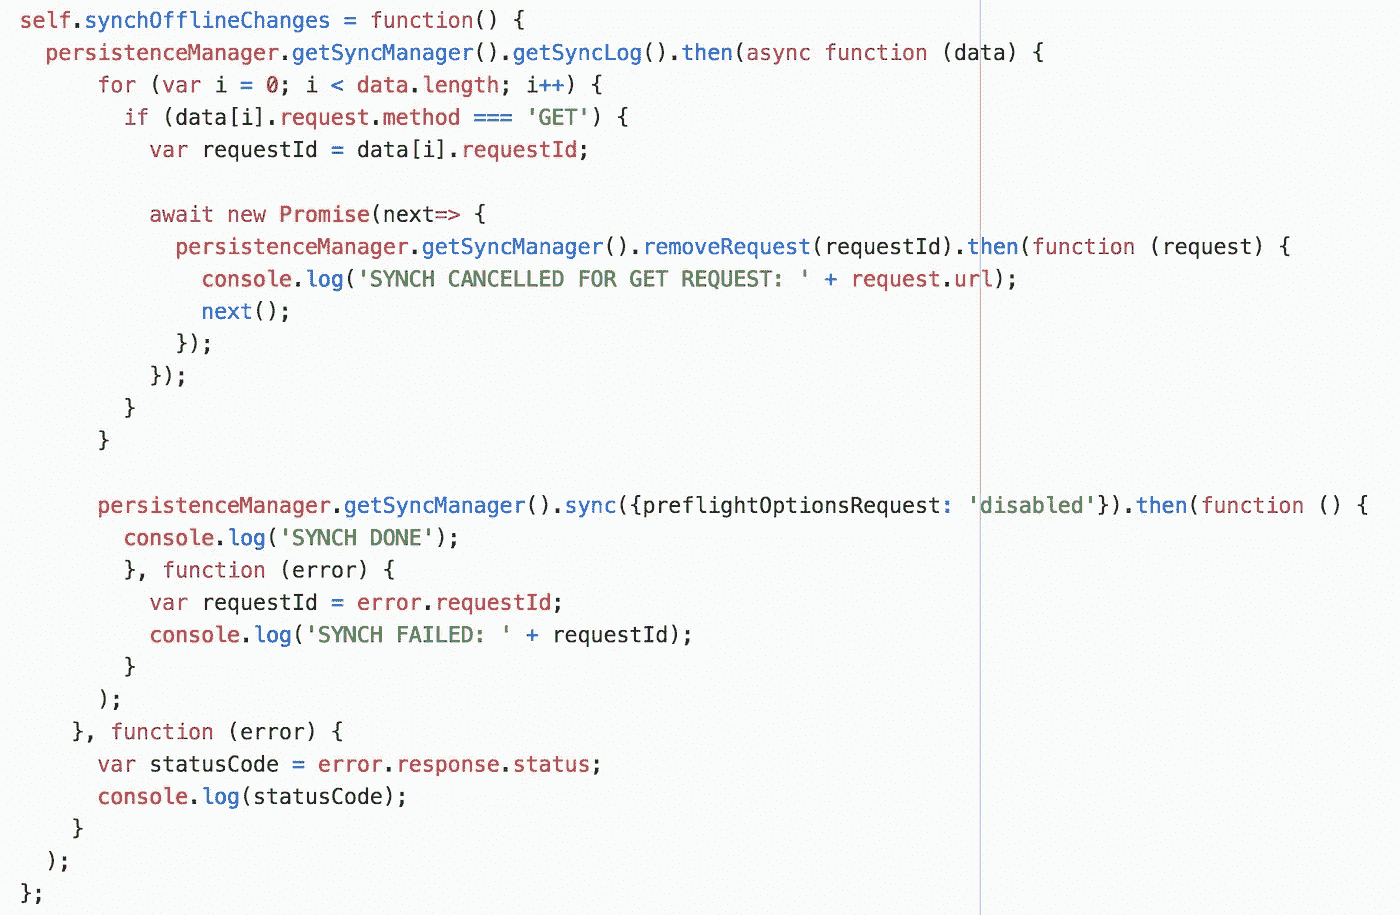 self.synchOfflineChanges = function() {
  persistenceManager.getSyncManager().getSyncLog().then(async function (data) {
      for (var i = 0; i < data.length; i++) {
        if (data[i].request.method === 'GET') {
          var requestId = data[i].requestId;

          await new Promise(next=> {
            persistenceManager.getSyncManager().removeRequest(requestId).then(function (request) {
              console.log('SYNCH CANCELLED FOR GET REQUEST: ' + request.url);
              next();
            });
          });
        }
      }

      persistenceManager.getSyncManager().sync({preflightOptionsRequest: 'disabled'}).then(function () {
        console.log('SYNCH DONE');
        }, function (error) {
          var requestId = error.requestId;
          console.log('SYNCH FAILED: ' + requestId);
        }
      );
    }, function (error) {
      var statusCode = error.response.status;
      console.log(statusCode);
    }
  );
};